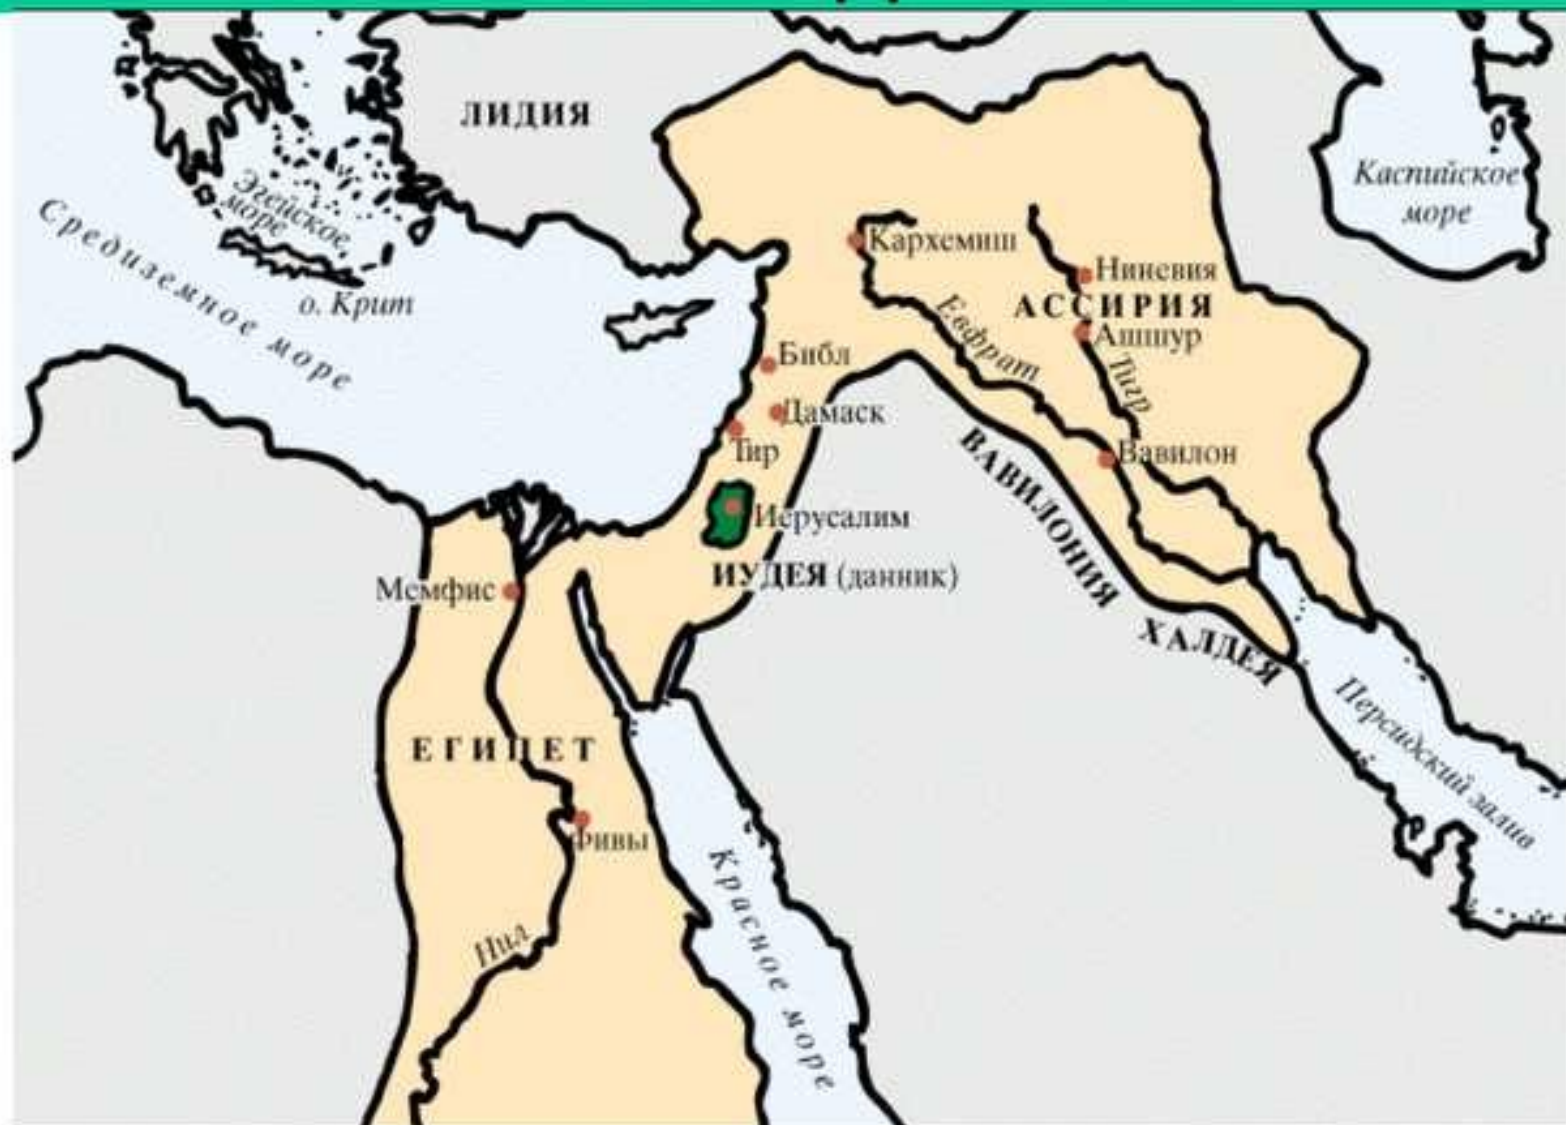 ЛИДИЯ
Каспийское
море
Эгейское
море
Средиземное море
о. Крит
Кархемиш
Ниневия
АССИРИЯ
Ашшур
Евфрат
Тигр
Библ
Дамаск
Тир
Вавилон
ВАВИЛОНИЯ
ХАЛДЕЯ
Иерусалим
ИУДЕЯ (данник)
Мемфис
Персидский залив
ЕГИПЕТ
Фивы
Нил
Красное море